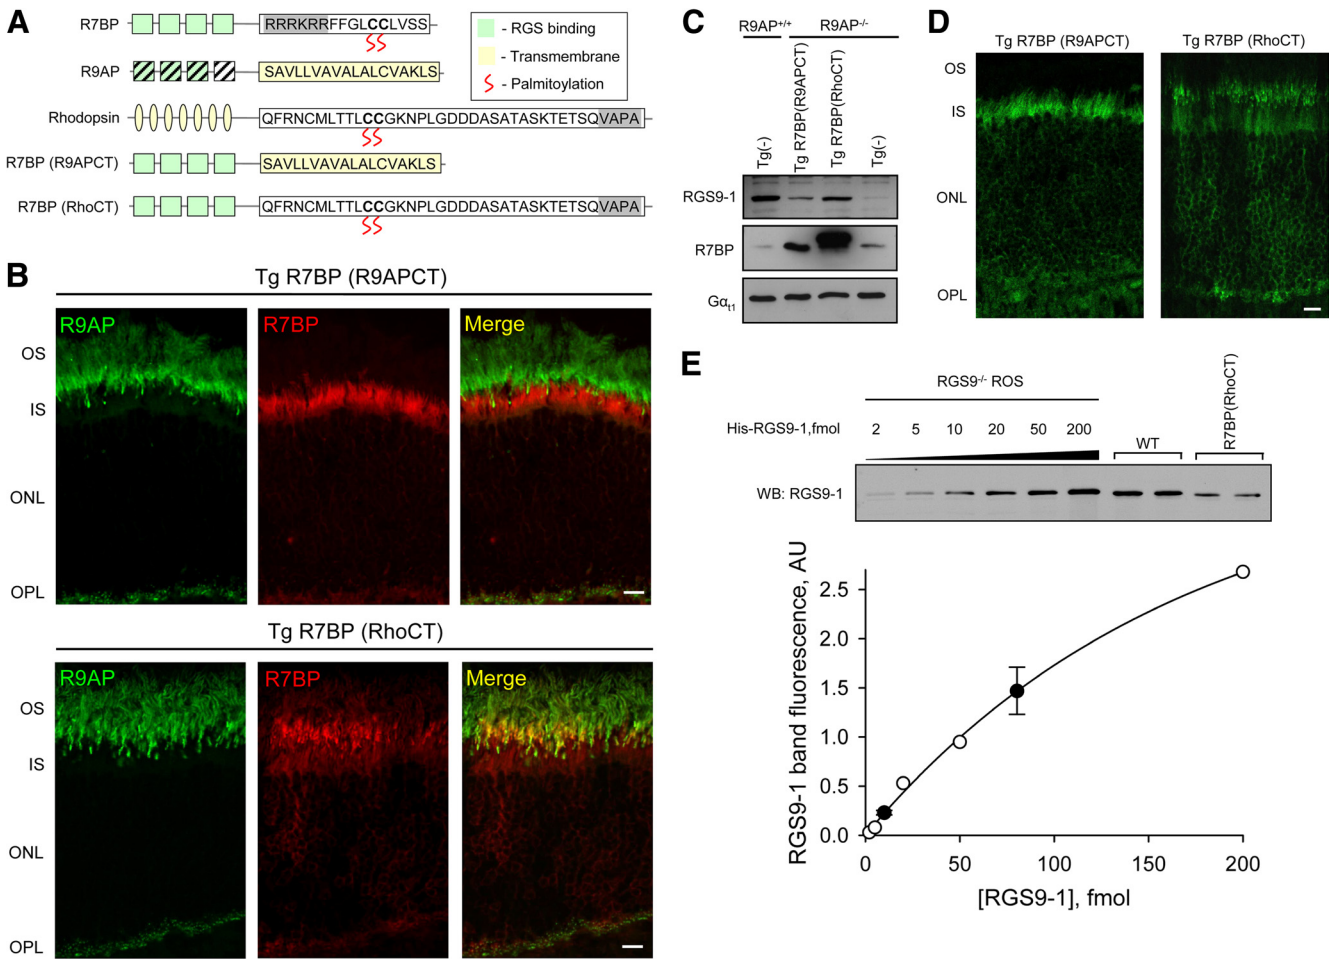 A
R7BP
RRRKRRFFGLCCLVSS
R9AP
SAVLLVAVALALCVAKLS
Rhodopsin
QFRNCMLTTLCCGKNPLGDDDASATASKTETSQVAPA
R7BP (R9APCT)
SAVLLVAVALALCVAKLS
R7BP (RhoCT)
QFRNCMLTTLCCGKNPLGDDDASATASKTETSQVAPA
- RGS binding
- Transmembrane
- Palmitoylation
B
Tg R7BP (R9APCT)
R9AP
R7BP
Merge
OS
IS
ONL
OPL
Tg R7BP (RhoCT)
R9AP
R7BP
Merge
OS
IS
ONL
OPL
C
R9AP+/+
R9AP-/-
Tg(-)
Tg R7BP(R9APCT)
Tg R7BP(RhoCT)
Tg(-)
RGS9-1
R7BP
Gαt1
D
Tg R7BP (R9APCT)
Tg R7BP (RhoCT)
OS
IS
ONL
OPL
E
RGS9-/- ROS
His-RGS9-1,fmol 2 5 10 20 50 200
WT
R7BP(RhoCT)
WB: RGS9-1
RGS9-1 band fluorescence, AU
2.5
2.0
1.5
1.0
0.5
0.0
0 50 100 150 200
[RGS9-1], fmol